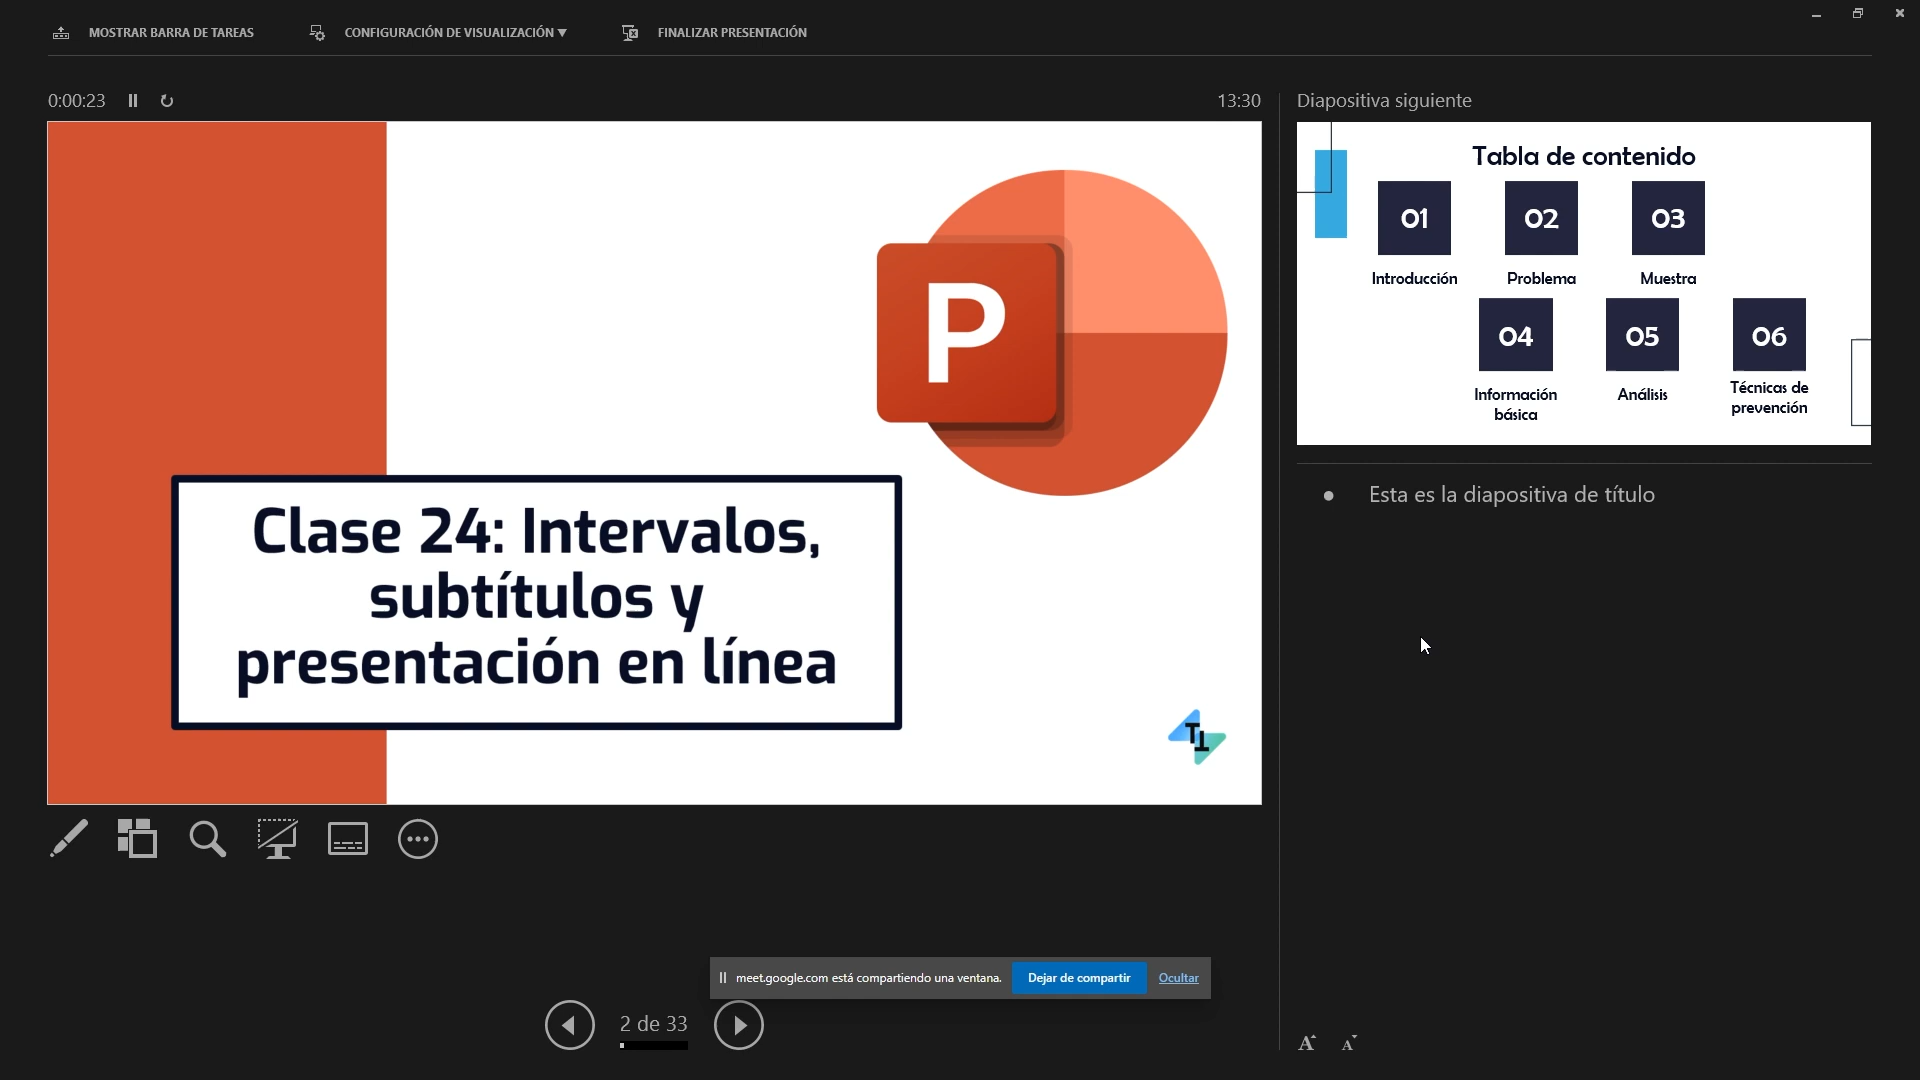 MOSTRAR BARRA DE TAREAS
CONFIGURACIÓN DE VISUALIZACIÓN ▼
FINALIZAR PRESENTACIÓN
0:00:23
13:30
Diapositiva siguiente
P
Clase 24: Intervalos,
subtítulos y
presentación en línea
Tabla de contenido
01
02
03
Introducción
Problema
Muestra
04
05
06
Información
básica
Análisis
Técnicas de
prevención
• Esta es la diapositiva de título
meet.google.com está compartiendo una ventana.
Dejar de compartir
Ocultar
2 de 33
A A